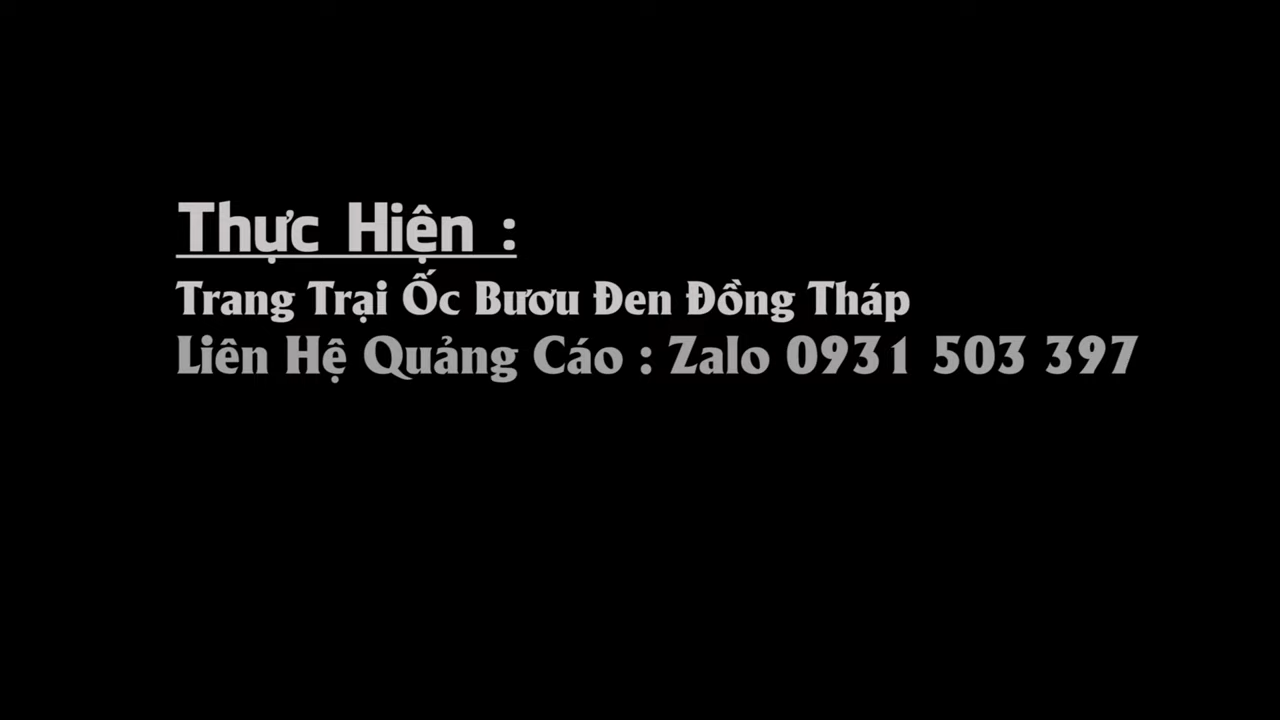 Thực Hiện :
Trang Trại Ốc Bươu Đen Đồng Tháp
Liên Hệ Quảng Cáo : Zalo 0931 503 397